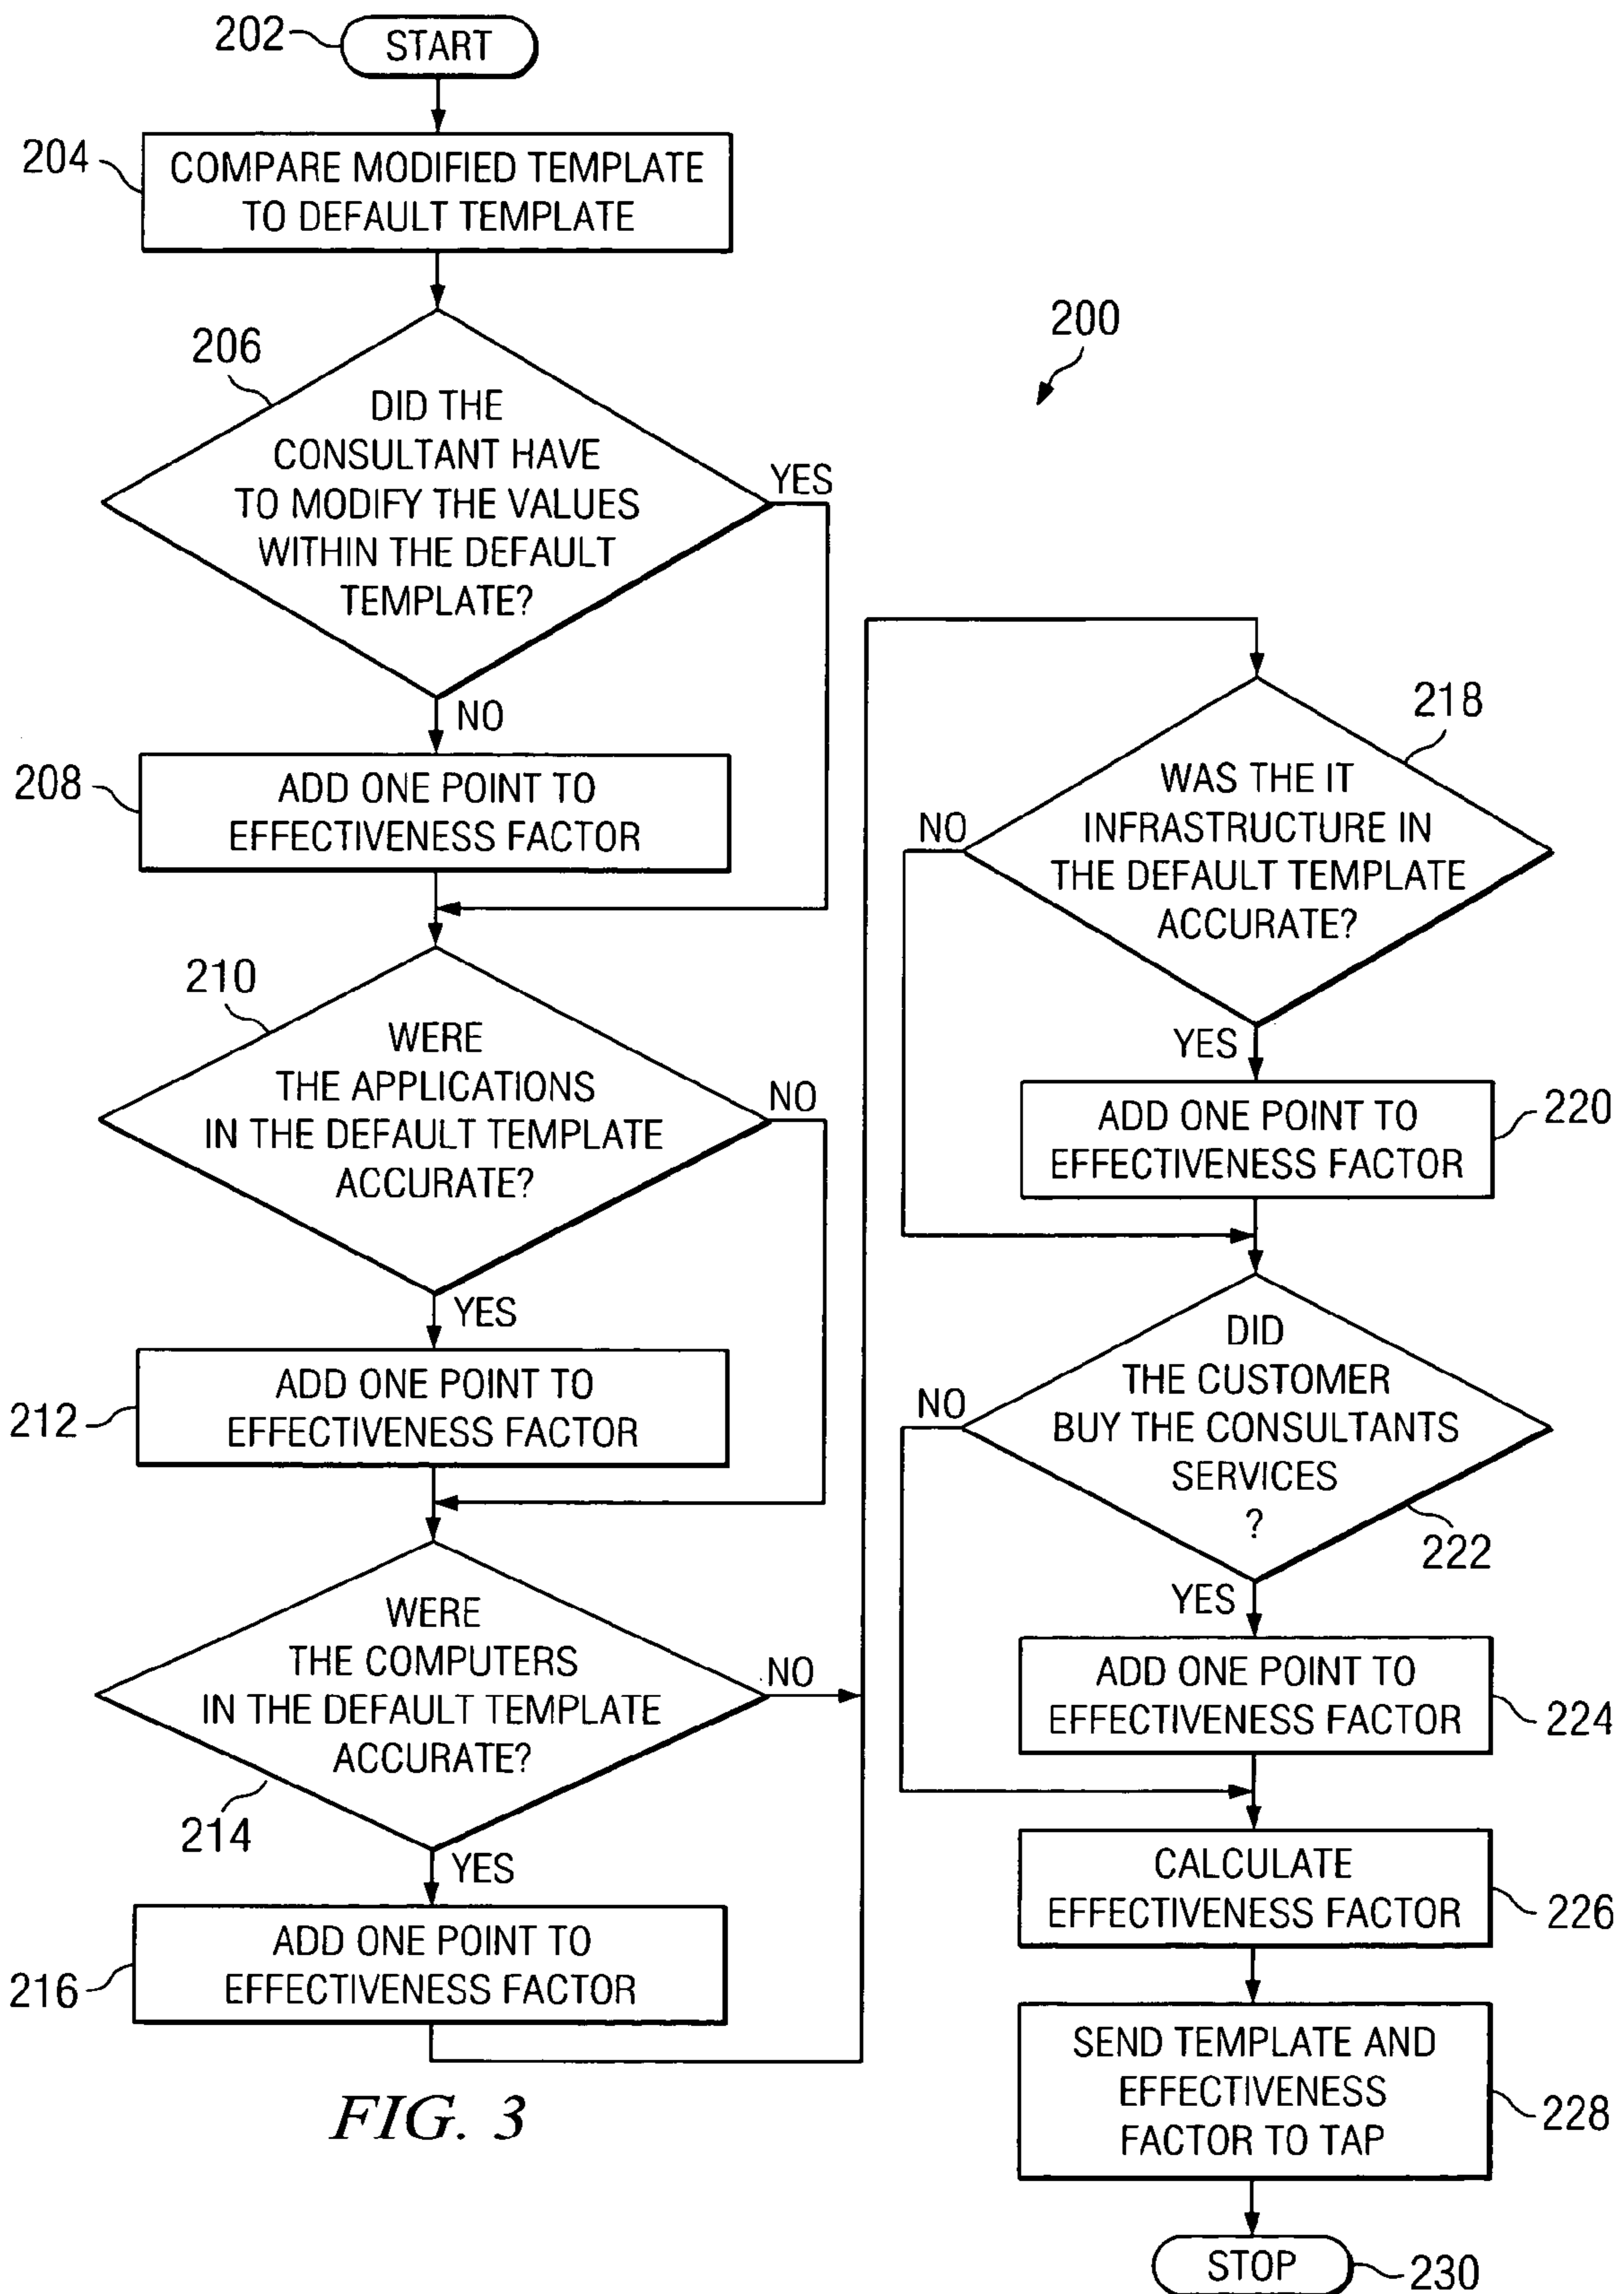 202
START
204
COMPARE MODIFIED TEMPLATE
TO DEFAULT TEMPLATE
206
DID THE
CONSULTANT HAVE
TO MODIFY THE VALUES
WITHIN THE DEFAULT
TEMPLATE?
YES
NO
208
ADD ONE POINT TO
EFFECTIVENESS FACTOR
210
WERE
THE APPLICATIONS
IN THE DEFAULT TEMPLATE
ACCURATE?
NO
YES
212
ADD ONE POINT TO
EFFECTIVENESS FACTOR
WERE
THE COMPUTERS
IN THE DEFAULT TEMPLATE
ACCURATE?
NO
214
YES
216
ADD ONE POINT TO
EFFECTIVENESS FACTOR
FIG. 3
200
218
WAS THE IT
INFRASTRUCTURE IN
THE DEFAULT TEMPLATE
ACCURATE?
NO
YES
ADD ONE POINT TO
EFFECTIVENESS FACTOR
220
DID
THE CUSTOMER
BUY THE CONSULTANTS
SERVICES
?
NO
222
YES
ADD ONE POINT TO
EFFECTIVENESS FACTOR
224
CALCULATE
EFFECTIVENESS FACTOR
226
SEND TEMPLATE AND
EFFECTIVENESS
FACTOR TO TAP
228
STOP
230